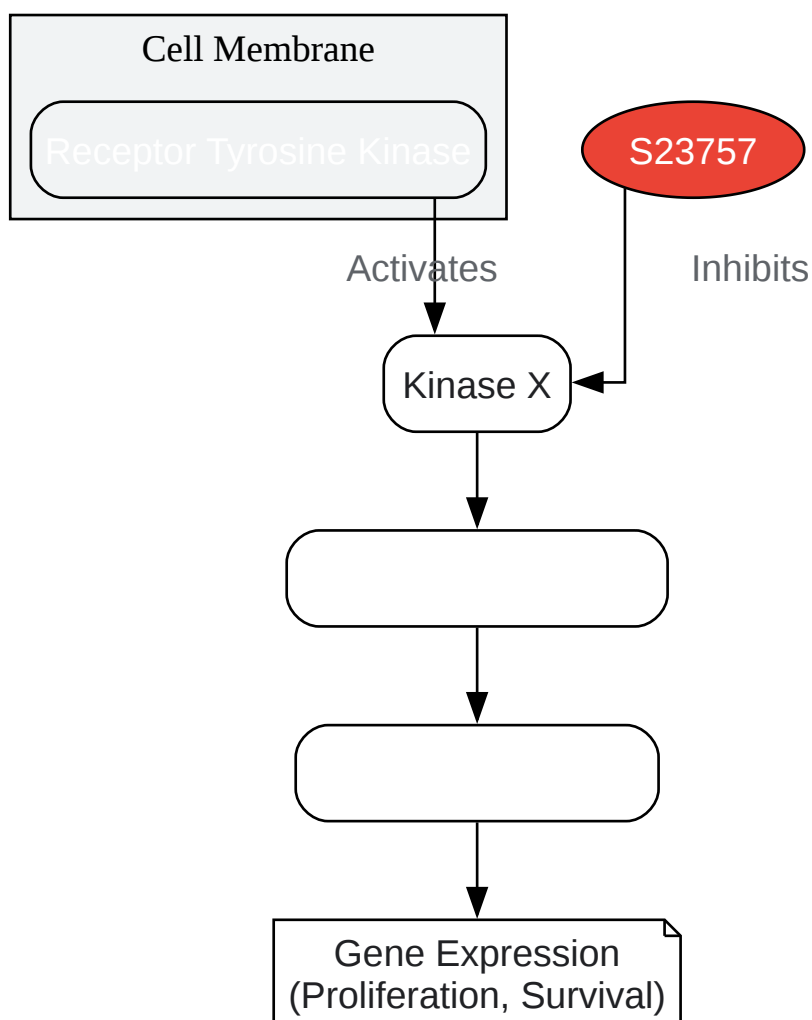 Cell Membrane
Receptor Tyrosine Kinase
S23757
Activates
Inhibits
Kinase X
Gene Expression
(Proliferation, Survival)